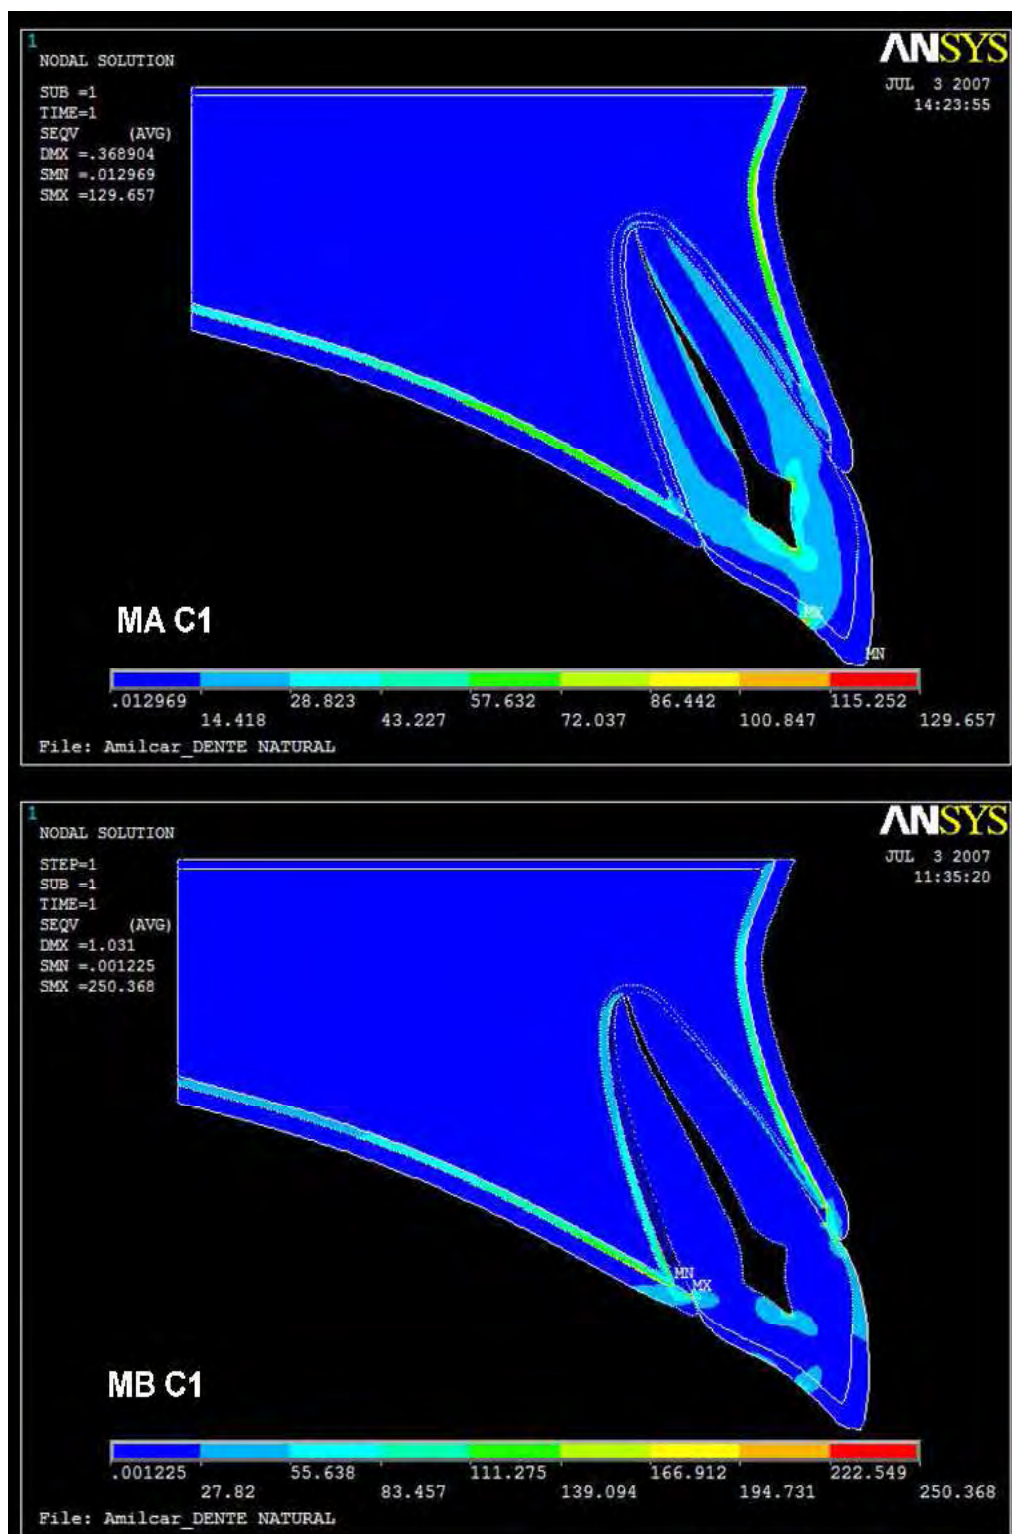 1
NODAL SOLUTION
ANSYS
JUL 3 2007
14:23:55
SUB =1
TIME=1
SEQV (AVG)
DMX =.368904
SMN =.012969
SMX =129.657
MX
MN
MA C1
.012969 28.823 57.632 86.442 115.252
14.418 43.227 72.037 100.847 129.657
File: Amilcar_DENTE NATURAL
1
NODAL SOLUTION
ANSYS
JUL 3 2007
11:35:20
STEP=1
SUB =1
TIME=1
SEQV (AVG)
DMX =1.031
SMN =.001225
SMX =250.368
MN
MX
MB C1
.001225 55.638 111.275 166.912 222.549
27.82 83.457 139.094 194.731 250.368
File: Amilcar_DENTE NATURAL